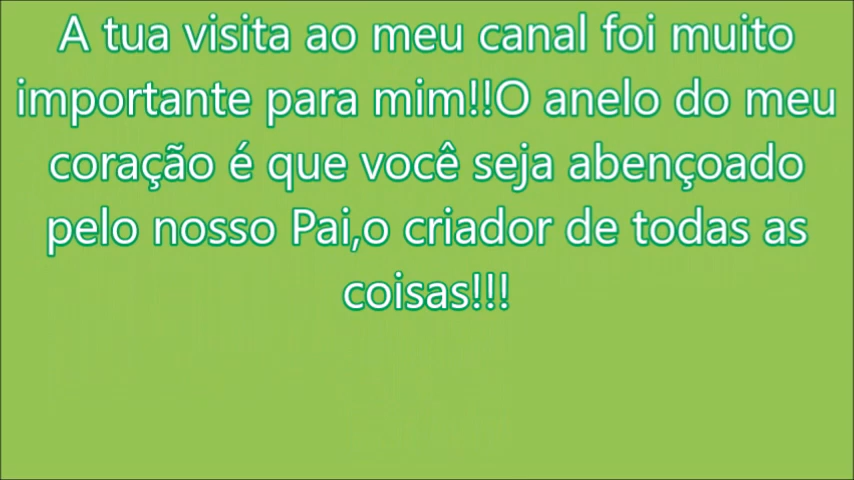 A tua visita ao meu canal foi muito
importante para mim!!O anelo do meu
coração é que você seja abençoado
pelo nosso Pai,o criador de todas as
coisas!!!